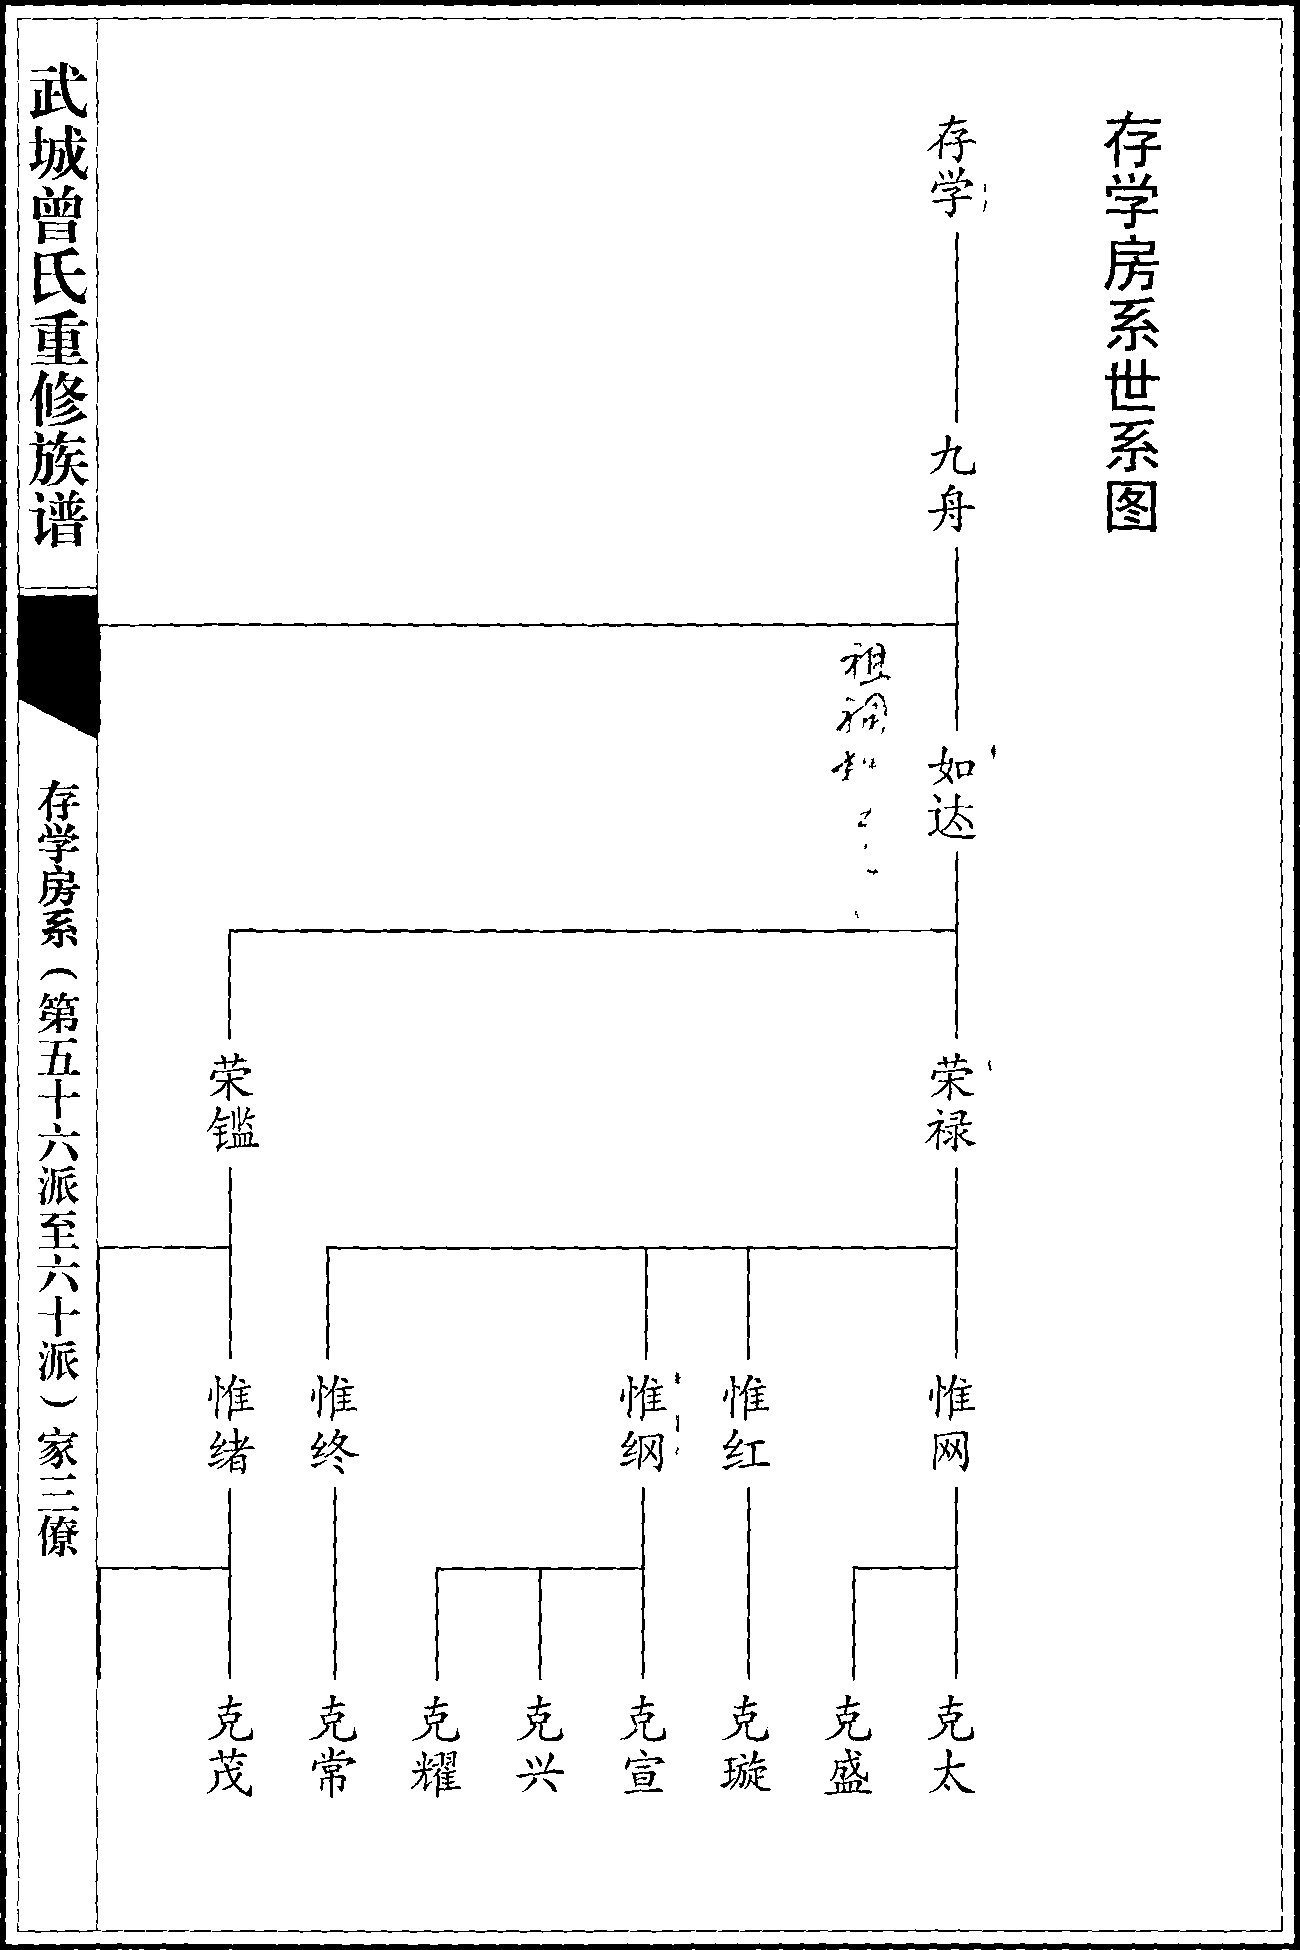 存学房系世系图
存学
九舟
如达
祖
荣禄
荣鑑
惟网
惟红
惟纲
惟终
惟绪
克太
克盛
克璇
克宣
克兴
克耀
克常
克茂
武城曾氏重修族谱
存学房系（第五十六派至六十派）家三僚